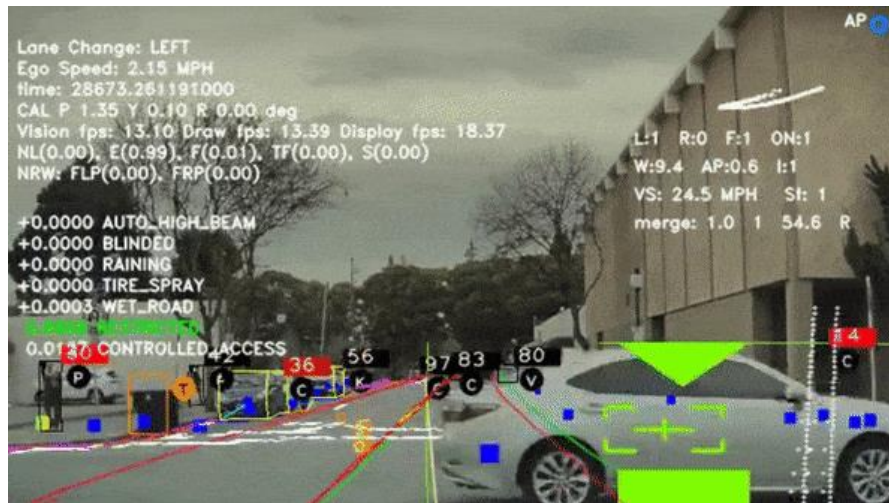 AP
Lane Change: LEFT
Ego Speed: 2.15 MPH
time: 28673.261191000
CAL P 1.35 Y 0.10 R 0.00 deg
Vision fps: 13.10 Draw fps: 13.39 Display fps: 18.37
NL(0.00), E(0.99), F(0.01), TF(0.00), S(0.00)
NRW: FLP(0.00), FRP(0.00)
L:1 R:0 F:1 ON:1
W:9.4 AP:0.6 I:1
VS: 24.5 MPH St: 1
merge: 1.0 1 54.6 R
+0.0000 AUTO_HIGH_BEAM
+0.0000 BLINDED
+0.0000 RAINING
+0.0000 TIRE_SPRAY
+0.0003 WET_ROAD
RESTRICTED
CONTROLLED_ACCESS
36 56 97 83 80
P T C K C C V C